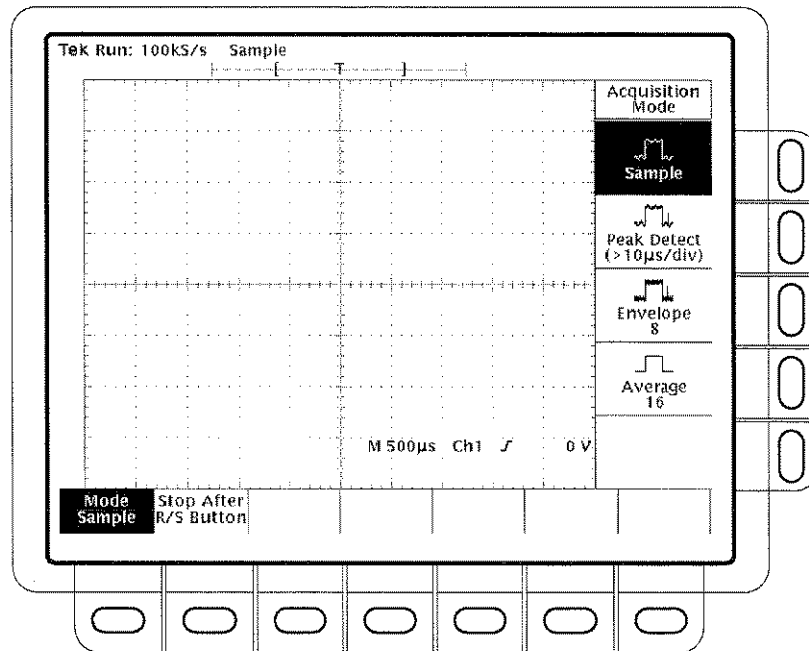 Tek Run: 100kS/s Sample
T
Acquisition
Mode
Sample
Peak Detect
(>10µs/div)
Envelope
8
Average
16
M 500µs Ch1 0 V
Mode
Sample
Stop After
R/S Button